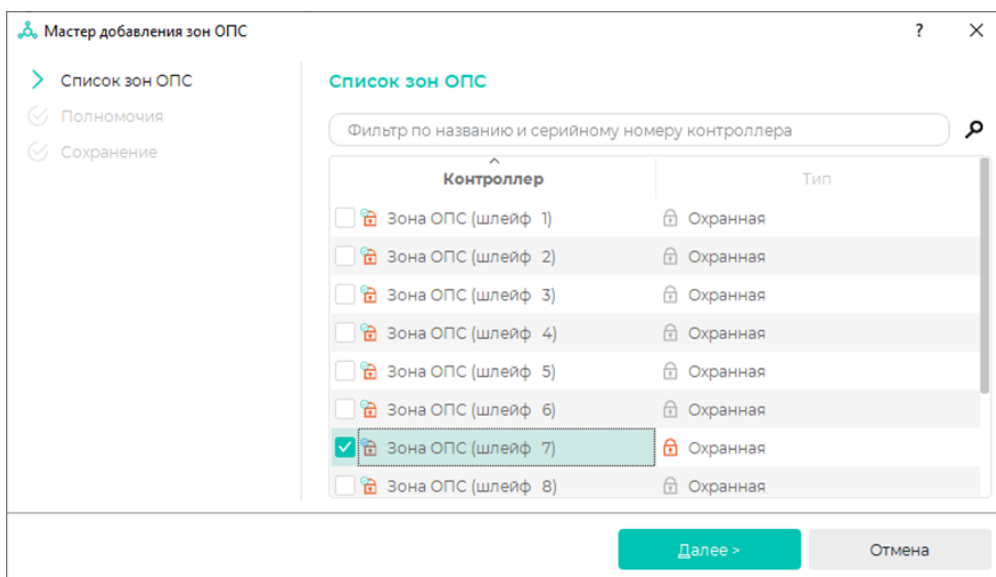 Мастер добавления зон ОПС
?
Список зон ОПС
Полномочия
Сохранение
Список зон ОПС
Фильтр по названию и серийному номеру контроллера
Контроллер Тип
Зона ОПС (шлейф 1) Охранная
Зона ОПС (шлейф 2) Охранная
Зона ОПС (шлейф 3) Охранная
Зона ОПС (шлейф 4) Охранная
Зона ОПС (шлейф 5) Охранная
Зона ОПС (шлейф 6) Охранная
Зона ОПС (шлейф 7) Охранная
Зона ОПС (шлейф 8) Охранная
Далее > Отмена